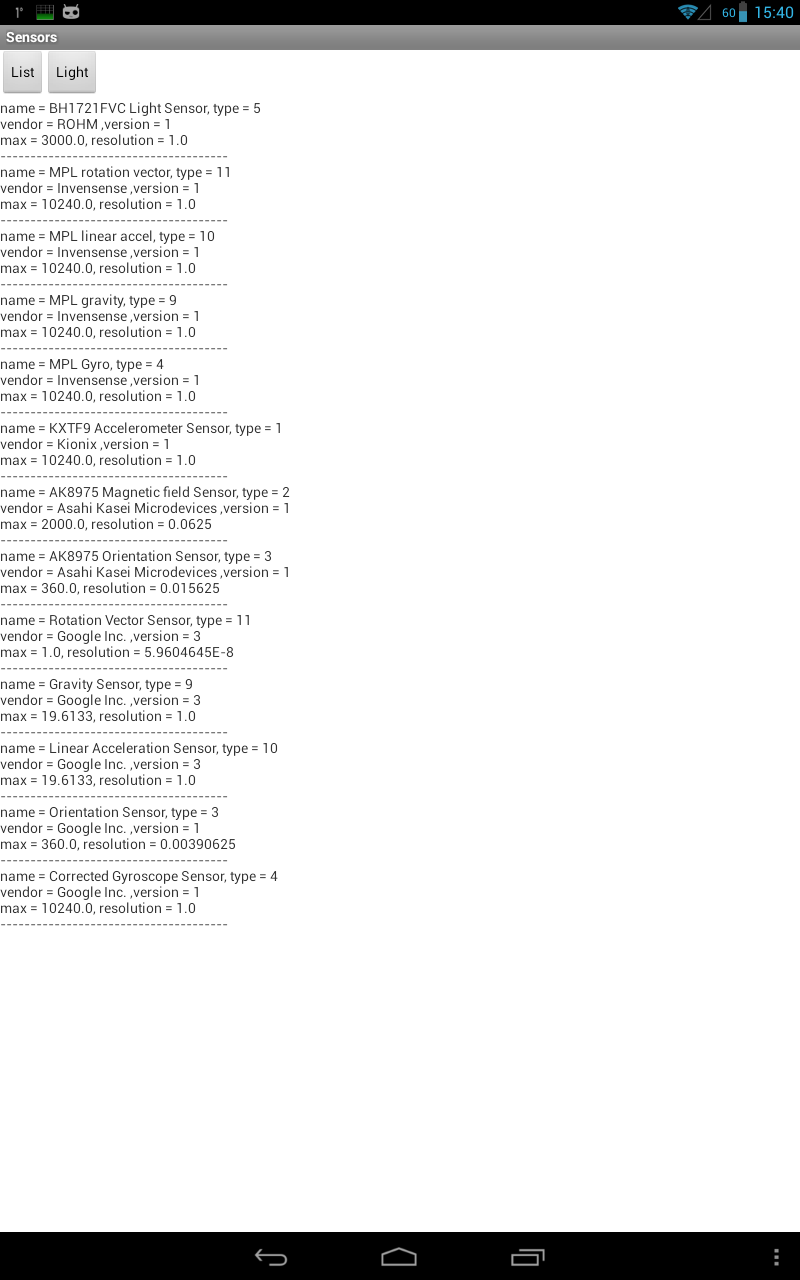 1°
60
15:40
Sensors
List
Light
name = BH1721FVC Light Sensor, type = 5
vendor = ROHM ,version = 1
max = 3000.0, resolution = 1.0
------------------------------------
name = MPL rotation vector, type = 11
vendor = Invensense ,version = 1
max = 10240.0, resolution = 1.0
------------------------------------
name = MPL linear accel, type = 10
vendor = Invensense ,version = 1
max = 10240.0, resolution = 1.0
------------------------------------
name = MPL gravity, type = 9
vendor = Invensense ,version = 1
max = 10240.0, resolution = 1.0
------------------------------------
name = MPL Gyro, type = 4
vendor = Invensense ,version = 1
max = 10240.0, resolution = 1.0
------------------------------------
name = KXTF9 Accelerometer Sensor, type = 1
vendor = Kionix ,version = 1
max = 10240.0, resolution = 1.0
------------------------------------
name = AK8975 Magnetic field Sensor, type = 2
vendor = Asahi Kasei Microdevices ,version = 1
max = 2000.0, resolution = 0.0625
------------------------------------
name = AK8975 Orientation Sensor, type = 3
vendor = Asahi Kasei Microdevices ,version = 1
max = 360.0, resolution = 0.015625
------------------------------------
name = Rotation Vector Sensor, type = 11
vendor = Google Inc. ,version = 3
max = 1.0, resolution = 5.9604645E-8
------------------------------------
name = Gravity Sensor, type = 9
vendor = Google Inc. ,version = 3
max = 19.6133, resolution = 1.0
------------------------------------
name = Linear Acceleration Sensor, type = 10
vendor = Google Inc. ,version = 3
max = 19.6133, resolution = 1.0
------------------------------------
name = Orientation Sensor, type = 3
vendor = Google Inc. ,version = 1
max = 360.0, resolution = 0.00390625
------------------------------------
name = Corrected Gyroscope Sensor, type = 4
vendor = Google Inc. ,version = 1
max = 10240.0, resolution = 1.0
------------------------------------